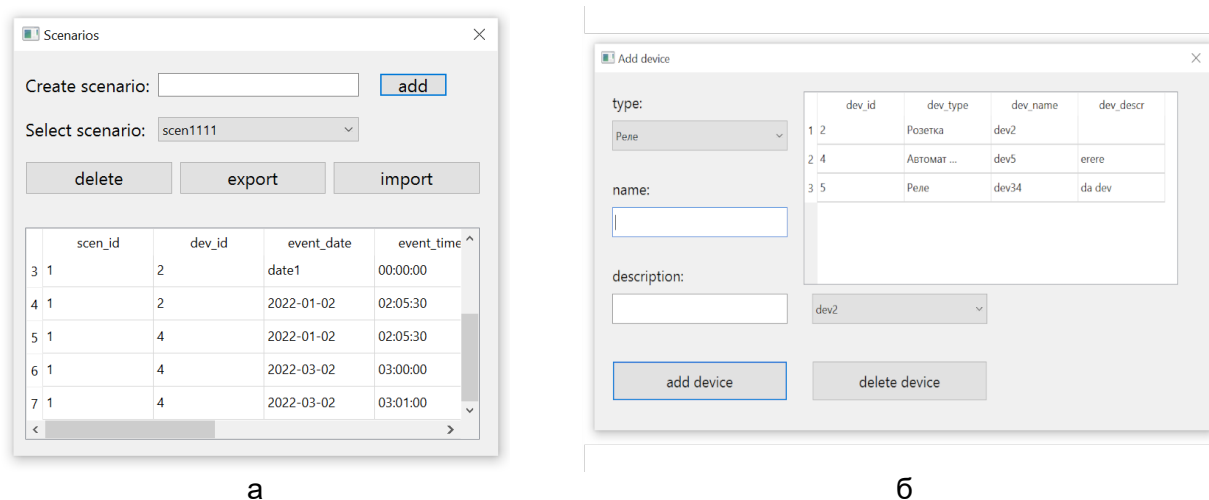 Scenarios
Create scenario:
add
Select scenario: scen1111
delete export import
scen_id dev_id event_date event_time
3 1 2 date1 00:00:00
4 1 2 2022-01-02 02:05:30
5 1 4 2022-01-02 02:05:30
6 1 4 2022-03-02 03:00:00
7 1 4 2022-03-02 03:01:00
а
Add device
type:
Реле
name:
description:
dev_id dev_type dev_name dev_descr
1 2 Розетка dev2
2 4 Автомат ... dev5 erere
3 5 Реле dev34 da dev
dev2
add device delete device
б